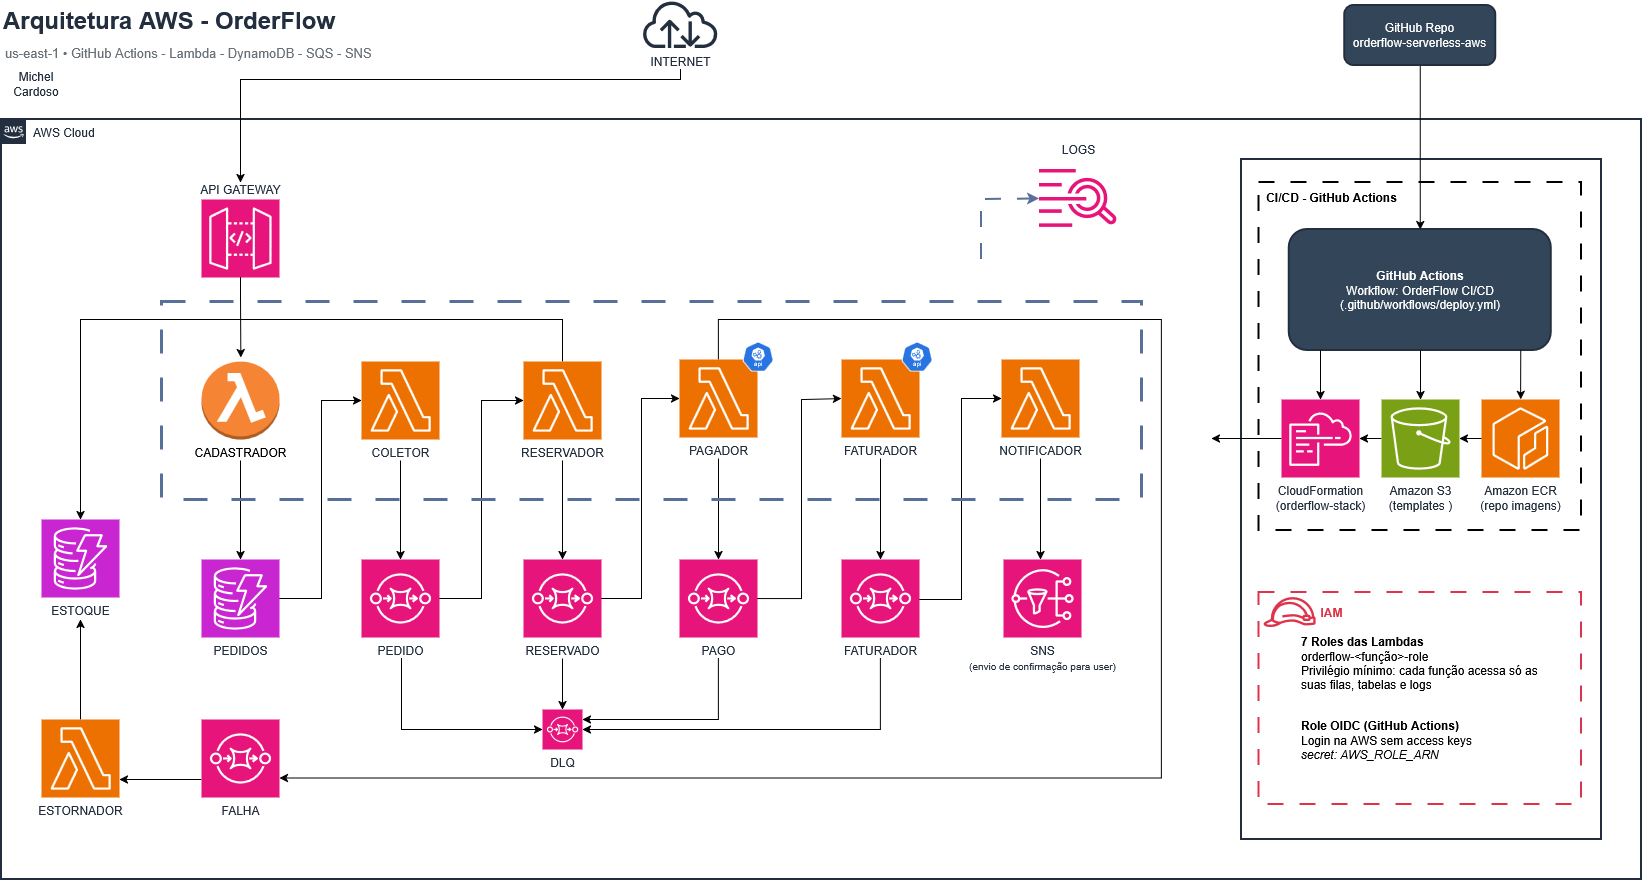 Arquitetura AWS - OrderFlow
us-east-1 • GitHub Actions - Lambda - DynamoDB - SQS - SNS
Michel
Cardoso
INTERNET
GitHub Repo
orderflow-serverless-aws
aws
AWS Cloud
LOGS
API GATEWAY
CI/CD - GitHub Actions
GitHub Actions
Workflow: OrderFlow CI/CD
(.github/workflows/deploy.yml)
api
api
CADASTRADOR
COLETOR
RESERVADOR
PAGADOR
FATURADOR
NOTIFICADOR
CloudFormation
(orderflow-stack)
Amazon S3
(templates )
Amazon ECR
(repo imagens)
ESTOQUE
PEDIDOS
PEDIDO
RESERVADO
PAGO
FATURADOR
SNS
(envio de confirmação para user)
IAM
7 Roles das Lambdas
orderflow-<função>-role
Privilégio mínimo: cada função acessa só as
suas filas, tabelas e logs
Role OIDC (GitHub Actions)
Login na AWS sem access keys
secret: AWS_ROLE_ARN
DLQ
ESTORNADOR
FALHA